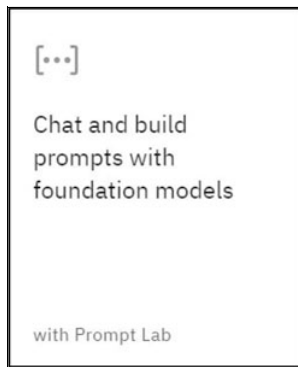 [...]
Chat and build
prompts with
foundation models
with Prompt Lab